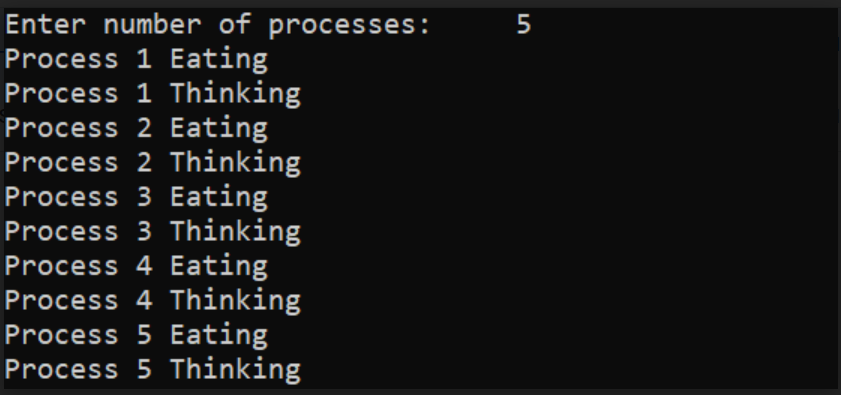 Enter number of processes:     5
Process 1 Eating
Process 1 Thinking
Process 2 Eating
Process 2 Thinking
Process 3 Eating
Process 3 Thinking
Process 4 Eating
Process 4 Thinking
Process 5 Eating
Process 5 Thinking